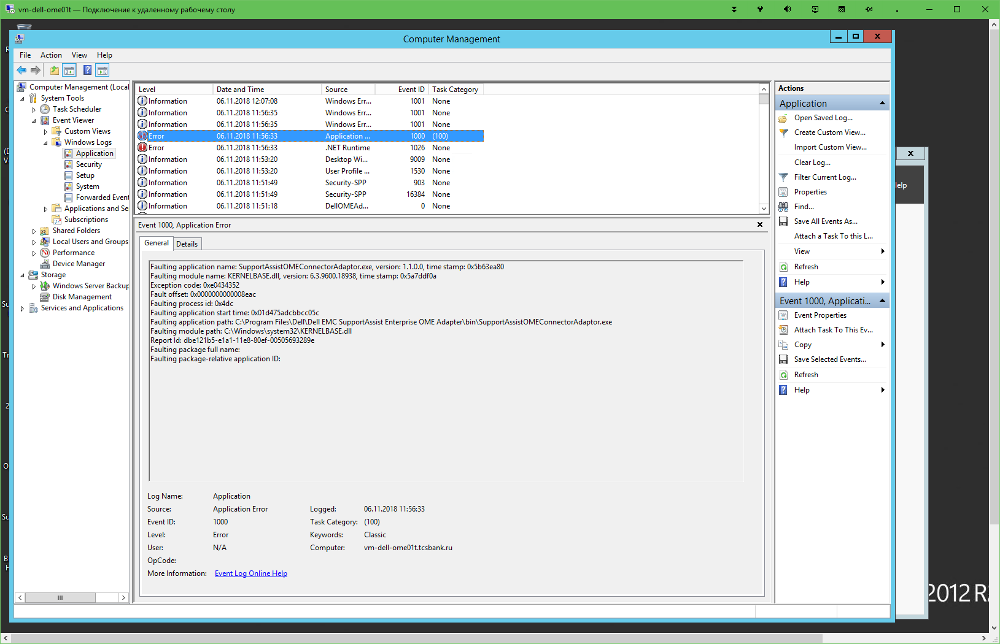 vm-dell-ome01t — Подключение к удаленному рабочему столу
Computer Management
File Action View Help
Computer Management (Local
System Tools
Task Scheduler
Event Viewer
Custom Views
Windows Logs
Application
Security
Setup
System
Forwarded Event
Applications and Se
Subscriptions
Shared Folders
Local Users and Groups
Performance
Device Manager
Storage
Windows Server Backup
Disk Management
Services and Applications
Level Date and Time Source Event ID Task Category
Information 06.11.2018 12:07:08 Windows Err... 1001 None
Information 06.11.2018 11:56:35 Windows Err... 1001 None
Information 06.11.2018 11:56:35 Windows Err... 1001 None
Error 06.11.2018 11:56:33 Application ... 1000 (100)
Error 06.11.2018 11:56:33 .NET Runtime 1026 None
Information 06.11.2018 11:53:20 Desktop Wi... 9009 None
Information 06.11.2018 11:53:20 User Profile ... 1530 None
Information 06.11.2018 11:51:49 Security-SPP 903 None
Information 06.11.2018 11:51:49 Security-SPP 16384 None
Information 06.11.2018 11:51:18 DellOMEAd... 0 None
Event 1000, Application Error
General Details
Faulting application name: SupportAssistOMEConnectorAdaptor.exe, version: 1.1.0.0, time stamp: 0x5b63ea80
Faulting module name: KERNELBASE.dll, version: 6.3.9600.18938, time stamp: 0x5a7ddf0a
Exception code: 0xe0434352
Fault offset: 0x0000000000008eac
Faulting process id: 0x4dc
Faulting application start time: 0x01d475adcbbcc05c
Faulting application path: C:\Program Files\Dell\Dell EMC SupportAssist Enterprise OME Adapter\bin\SupportAssistOMEConnectorAdaptor.exe
Faulting module path: C:\Windows\system32\KERNELBASE.dll
Report Id: dbe121b5-e1a1-11e8-80ef-00505693289e
Faulting package full name:
Faulting package-relative application ID:
Log Name: Application
Source: Application Error Logged: 06.11.2018 11:56:33
Event ID: 1000 Task Category: (100)
Level: Error Keywords: Classic
User: N/A Computer: vm-dell-ome01t.tcsbank.ru
OpCode:
More Information: Event Log Online Help
Actions
Application
Open Saved Log...
Create Custom View...
Import Custom View...
Clear Log...
Filter Current Log...
Properties
Find...
Save All Events As...
Attach a Task To this L...
View
Refresh
Help
Event 1000, Applicati...
Event Properties
Attach Task To This Ev...
Copy
Save Selected Events...
Refresh
Help
elp
2012 R